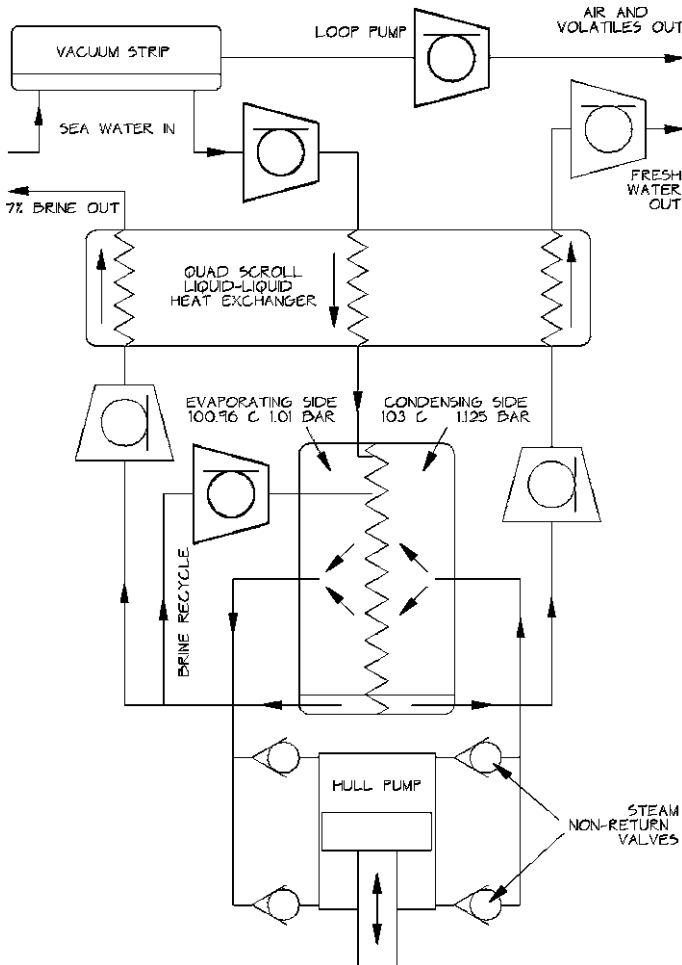 AIR AND
VOLATILES OUT
LOOP PUMP
VACUUM STRIP
SEA WATER IN
FRESH
WATER
OUT
7% BRINE OUT
QUAD SCROLL
LIQUID-LIQUID
HEAT EXCHANGER
EVAPORATING SIDE
100.96 C 1.01 BAR
CONDENSING SIDE
103 C 1.125 BAR
BRINE RECYCLE
HULL PUMP
STEAM
NON-RETURN
VALVES